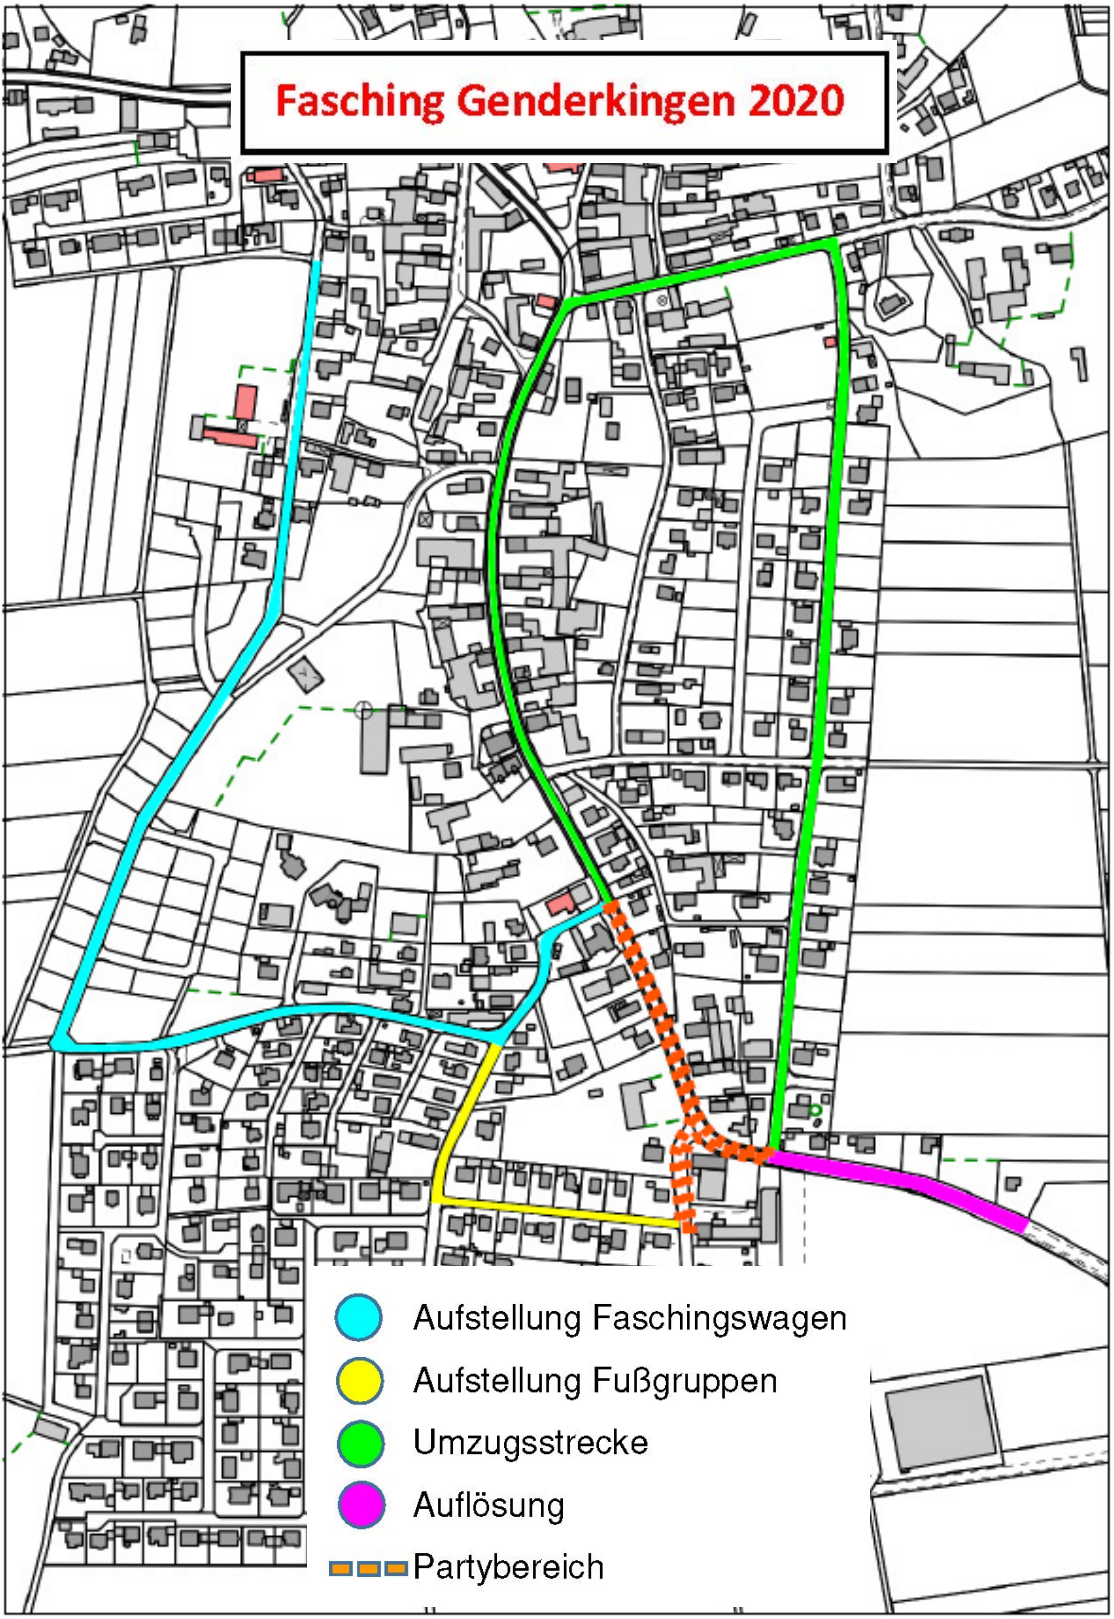 Fasching Genderkingen 2020
Aufstellung Faschingswagen
Aufstellung Fußgruppen
Umzugsstrecke
Auflösung
Partybereich